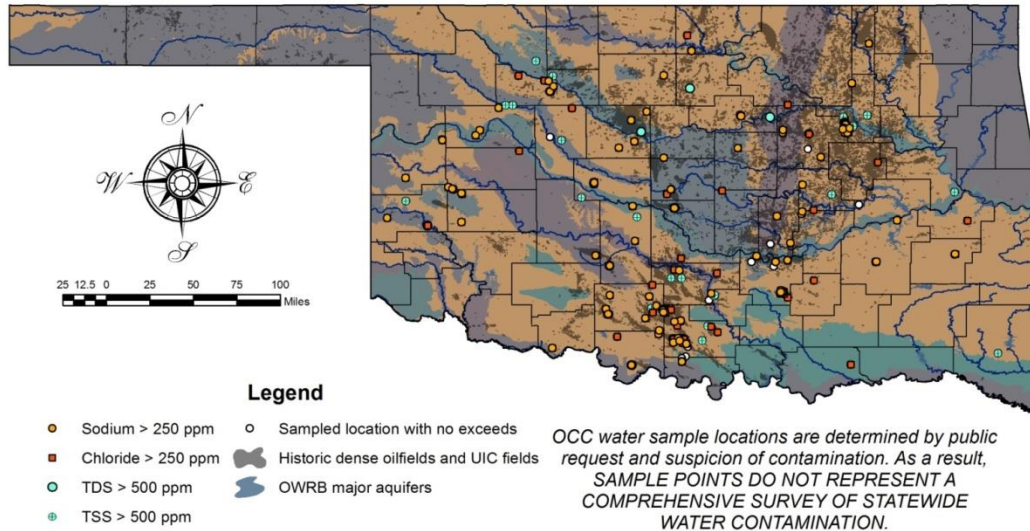 N
W E
S
25 12.5 0 25 50 75 100
Miles
Legend
Sodium > 250 ppm
Chloride > 250 ppm
TDS > 500 ppm
TSS > 500 ppm
Sampled location with no exceeds
Historic dense oilfields and UIC fields
OWRB major aquifers
OCC water sample locations are determined by public
request and suspicion of contamination. As a result,
SAMPLE POINTS DO NOT REPRESENT A
COMPREHENSIVE SURVEY OF STATEWIDE
WATER CONTAMINATION.